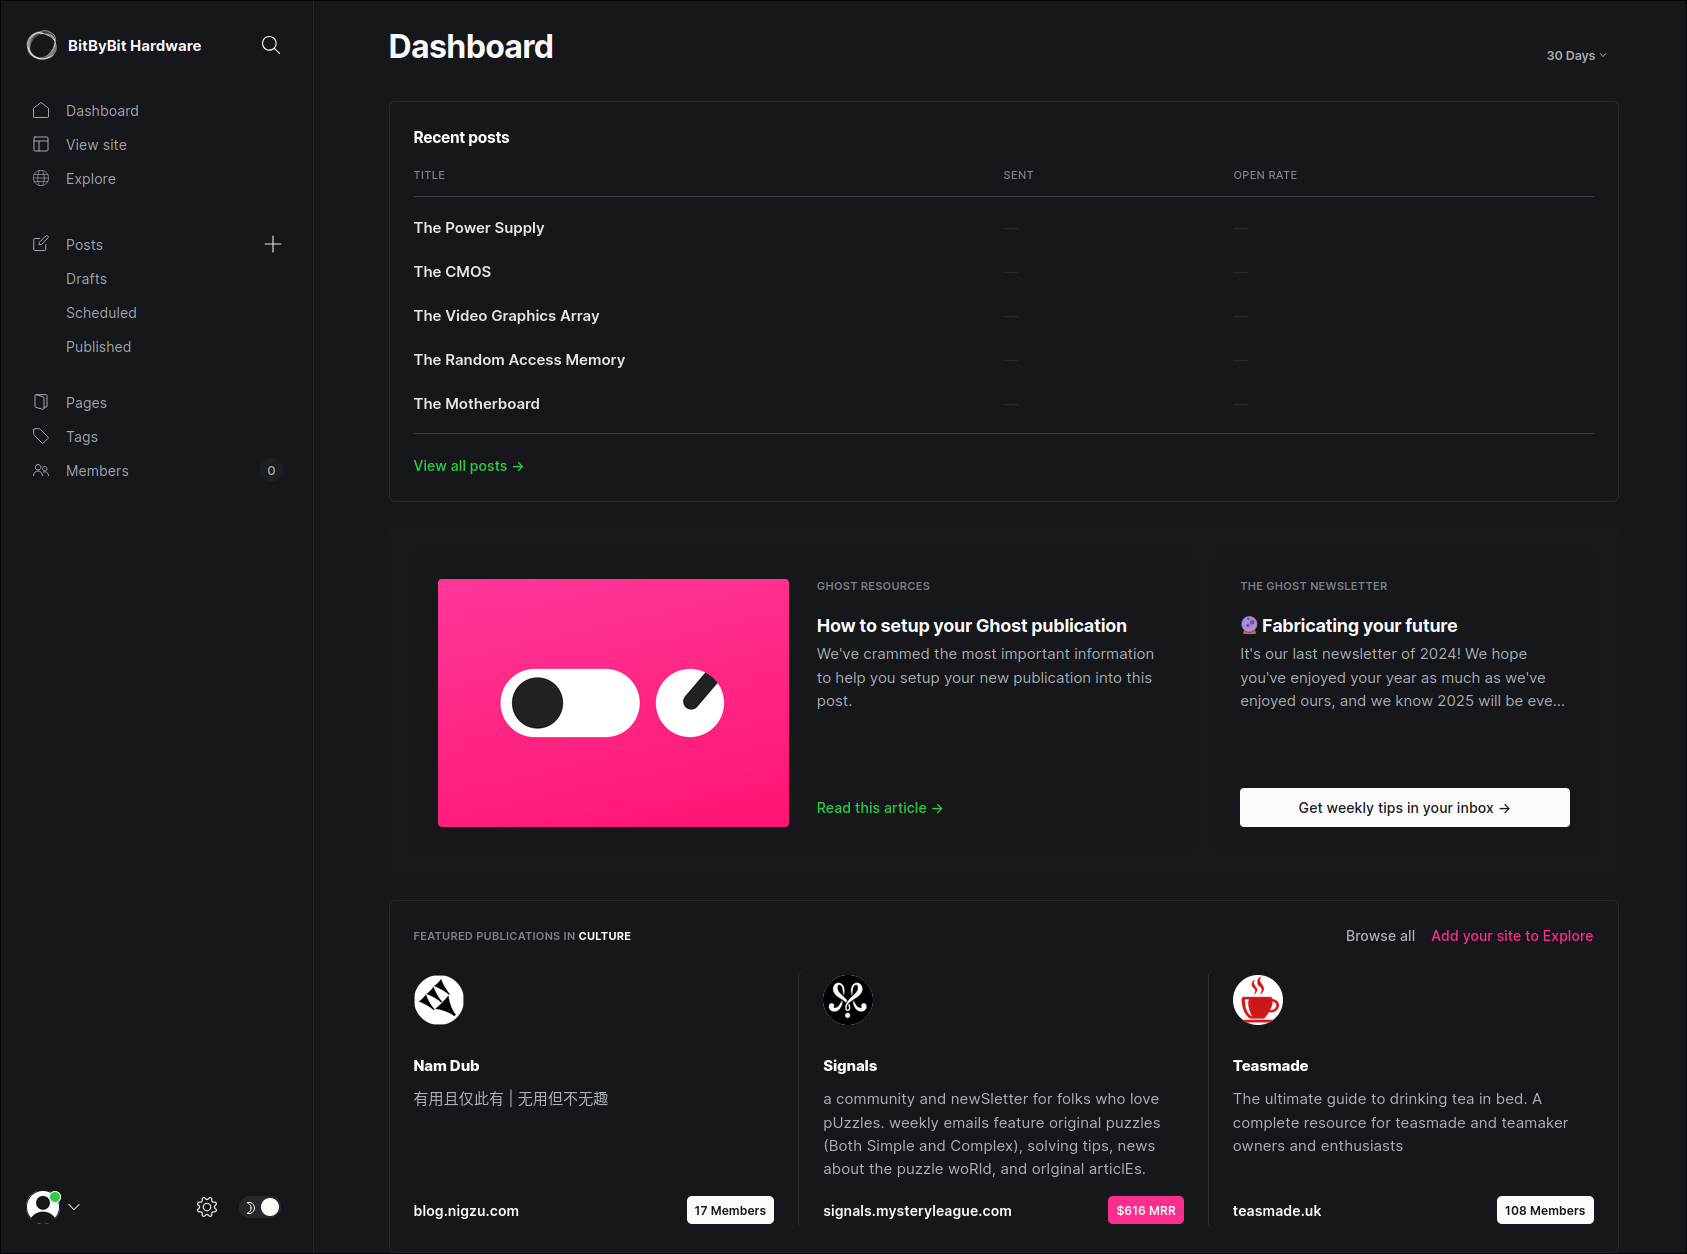 BitByBit Hardware
Dashboard
View site
Explore
Posts
Drafts
Scheduled
Published
Pages
Tags
Members 0
Dashboard
30 Days
Recent posts
TITLE SENT OPEN RATE
The Power Supply — —
The CMOS — —
The Video Graphics Array — —
The Random Access Memory — —
The Motherboard — —
View all posts →
GHOST RESOURCES
How to setup your Ghost publication
We've crammed the most important information
to help you setup your new publication into this
post.
Read this article →
THE GHOST NEWSLETTER
🔮 Fabricating your future
It's our last newsletter of 2024! We hope
you've enjoyed your year as much as we've
enjoyed ours, and we know 2025 will be eve...
Get weekly tips in your inbox →
FEATURED PUBLICATIONS IN CULTURE
Browse all Add your site to Explore
Nam Dub
有用且仅此有 | 无用但不无趣
blog.nigzu.com 17 Members
Signals
a community and newSletter for folks who love
pUzzles. weekly emails feature original puzzles
(Both Simple and Complex), solving tips, news
about the puzzle woRld, and orIginal articlEs.
signals.mysteryleague.com $616 MRR
Teasmade
The ultimate guide to drinking tea in bed. A
complete resource for teasmade and teamaker
owners and enthusiasts
teasmade.uk 108 Members